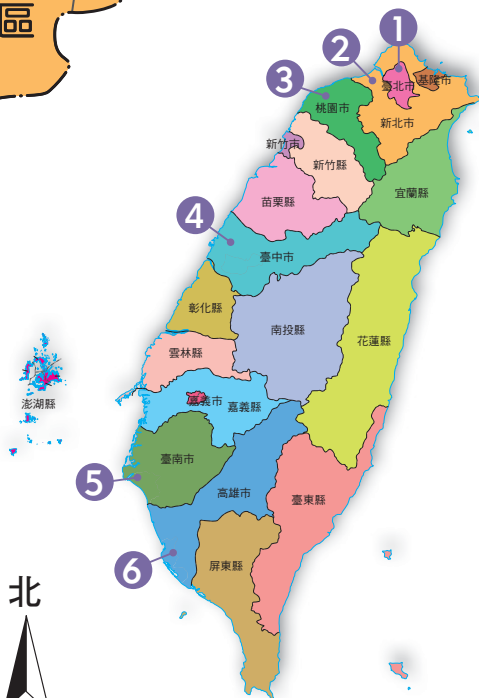 區
1
2
3
臺北市
基隆市
桃園市
新北市
新竹市
新竹縣
宜蘭縣
苗栗縣
4
臺中市
彰化縣
南投縣
花蓮縣
雲林縣
澎湖縣
嘉義市
嘉義縣
臺南市
5
高雄市
臺東縣
6
屏東縣
北